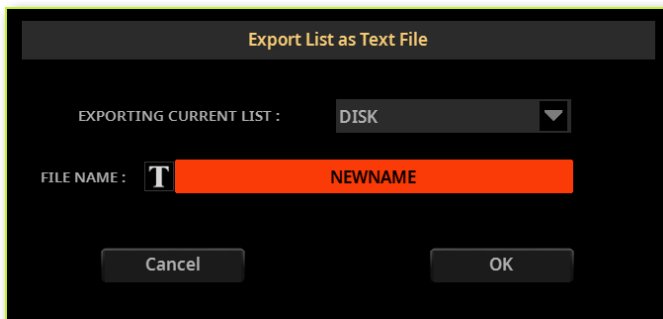 Export List as Text File
EXPORTING CURRENT LIST : DISK
FILE NAME : T NEWNAME
Cancel OK